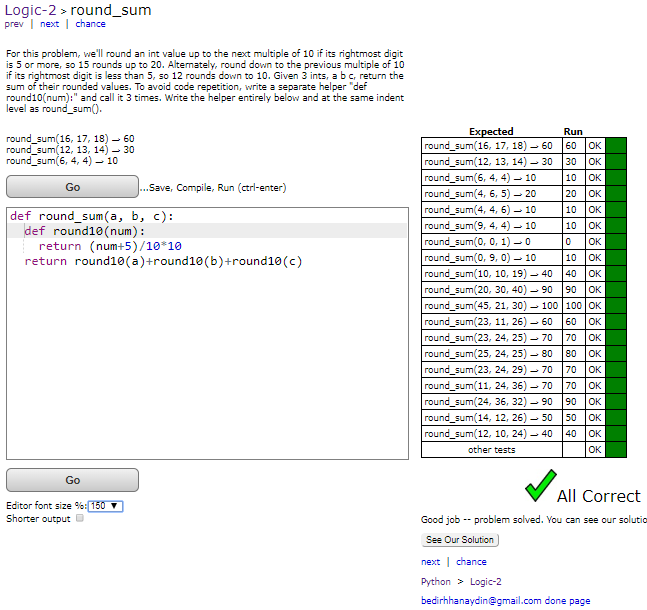 Logic-2 > round_sum
prev | next | chance
For this problem, we'll round an int value up to the next multiple of 10 if its rightmost digit
is 5 or more, so 15 rounds up to 20. Alternately, round down to the previous multiple of 10
if its rightmost digit is less than 5, so 12 rounds down to 10. Given 3 ints, a b c, return the
sum of their rounded values. To avoid code repetition, write a separate helper "def
round10(num):" and call it 3 times. Write the helper entirely below and at the same indent
level as round_sum().
round_sum(16, 17, 18) → 60
round_sum(12, 13, 14) → 30
round_sum(6, 4, 4) → 10
Go ...Save, Compile, Run (ctrl-enter)
def round_sum(a, b, c):
def round10(num):
return (num+5)/10*10
return round10(a)+round10(b)+round10(c)
Go
Editor font size %: 150 ▼
Shorter output
Expected Run
round_sum(16, 17, 18) → 60 60 OK
round_sum(12, 13, 14) → 30 30 OK
round_sum(6, 4, 4) → 10 10 OK
round_sum(4, 6, 5) → 20 20 OK
round_sum(4, 4, 6) → 10 10 OK
round_sum(9, 4, 4) → 10 10 OK
round_sum(0, 0, 1) → 0 0 OK
round_sum(0, 9, 0) → 10 10 OK
round_sum(10, 10, 19) → 40 40 OK
round_sum(20, 30, 40) → 90 90 OK
round_sum(45, 21, 30) → 100 100 OK
round_sum(23, 11, 26) → 60 60 OK
round_sum(23, 24, 25) → 70 70 OK
round_sum(25, 24, 25) → 80 80 OK
round_sum(23, 24, 29) → 70 70 OK
round_sum(11, 24, 36) → 70 70 OK
round_sum(24, 36, 32) → 90 90 OK
round_sum(14, 12, 26) → 50 50 OK
round_sum(12, 10, 24) → 40 40 OK
other tests OK
All Correct
Good job -- problem solved. You can see our solutio
See Our Solution
next | chance
Python > Logic-2
bedirhhanaydin@gmail.com done page